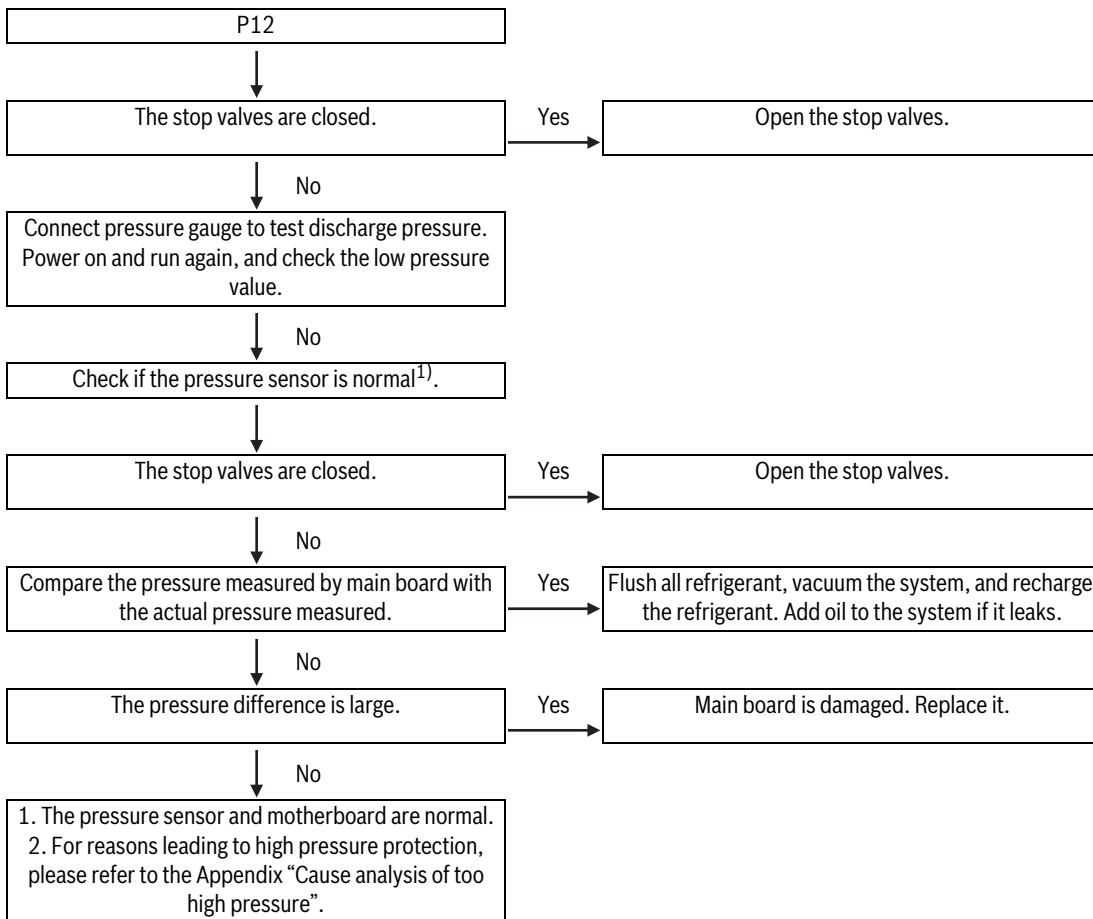 P12
The stop valves are closed.
Yes
Open the stop valves.
No
Connect pressure gauge to test discharge pressure.
Power on and run again, and check the low pressure
value.
No
Check if the pressure sensor is normal1).
The stop valves are closed.
Yes
Open the stop valves.
No
Compare the pressure measured by main board with
the actual pressure measured.
Yes
Flush all refrigerant, vacuum the system, and recharge
the refrigerant. Add oil to the system if it leaks.
No
The pressure difference is large.
Yes
Main board is damaged. Replace it.
No
1. The pressure sensor and motherboard are normal.
2. For reasons leading to high pressure protection,
please refer to the Appendix “Cause analysis of too
high pressure”.